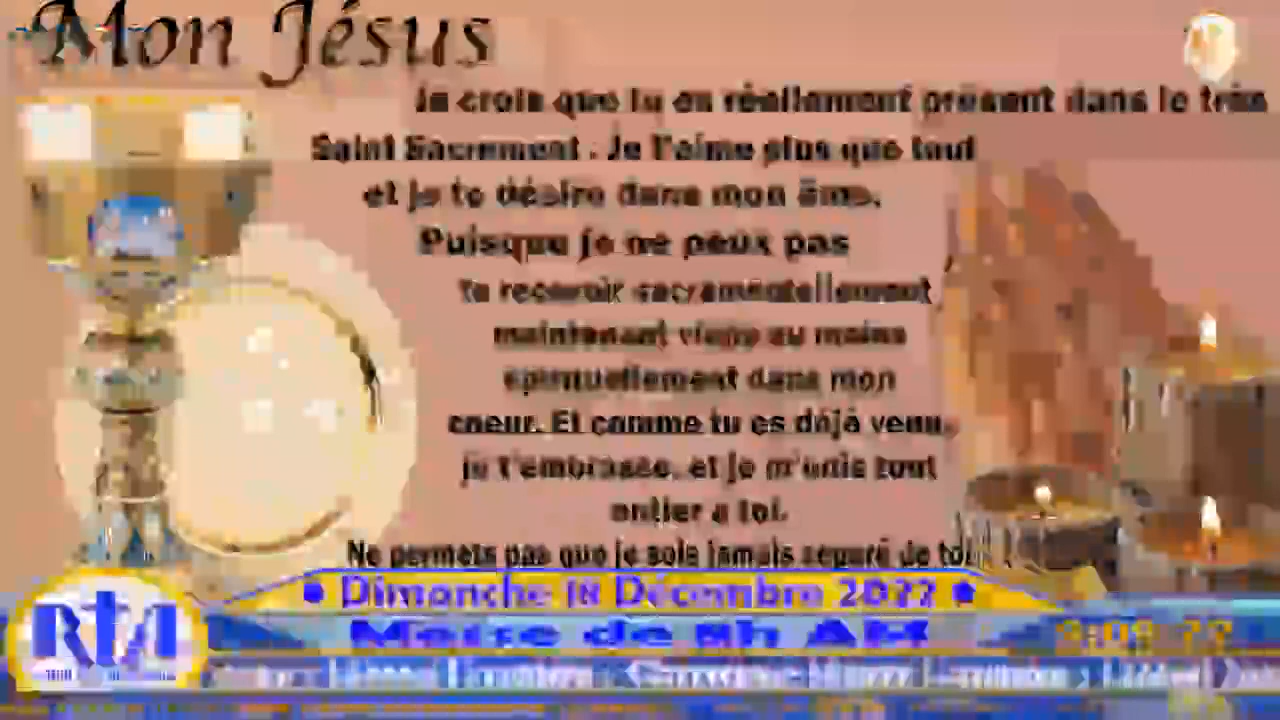 Mon Jésus
Je crois que tu es réellement présent dans le très
Saint Sacrement. Je t'aime plus que tout
et je te désire dans mon âme.
Puisque je ne peux pas
te recevoir sacramentellement
maintenant viens au moins
spirituellement dans mon
coeur. Et comme tu es déjà venu,
je t'embrasse, et je m'unis tout
entier a toi.
Ne permets pas que je sois jamais séparé de toi
Dimanche 18 Décembre 2022
Messe de 8h AM